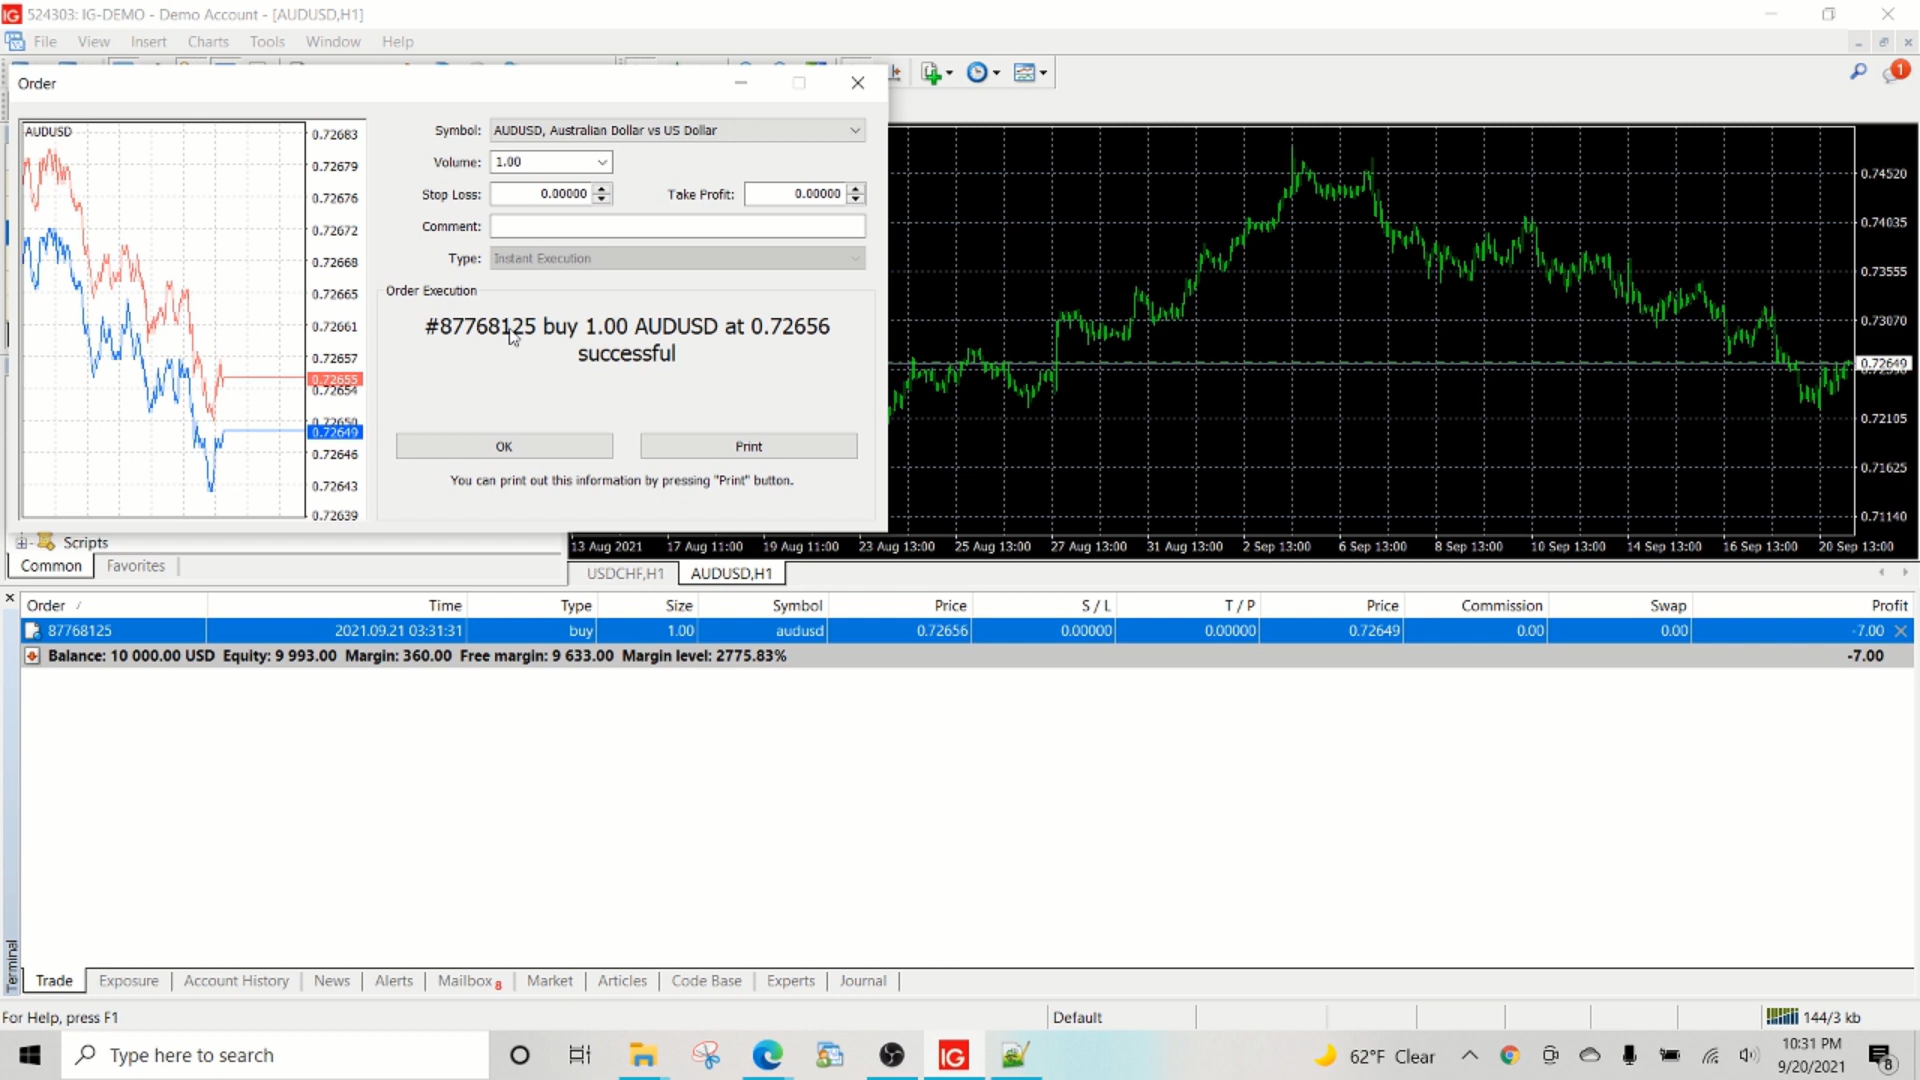 IG 524303: IG-DEMO - Demo Account - [AUDUSD,H1]
File View Insert Charts Tools Window Help
1
Order
AUDUSD
0.72683
0.72679
0.72676
0.72672
0.72668
0.72665
0.72661
0.72657
0.72655
0.72654
0.72650
0.72649
0.72646
0.72643
0.72639
Symbol: AUDUSD, Australian Dollar vs US Dollar
Volume: 1.00
Stop Loss: 0.00000 Take Profit: 0.00000
Comment:
Type: Instant Execution
Order Execution
#87768125 buy 1.00 AUDUSD at 0.72656
successful
OK Print
You can print out this information by pressing "Print" button.
0.74520
0.74035
0.73555
0.73070
0.72649
0.72590
0.72105
0.71625
0.71140
13 Aug 2021 17 Aug 11:00 19 Aug 11:00 23 Aug 13:00 25 Aug 13:00 27 Aug 13:00 31 Aug 13:00 2 Sep 13:00 6 Sep 13:00 8 Sep 13:00 10 Sep 13:00 14 Sep 13:00 16 Sep 13:00 20 Sep 13:00
Scripts
Common Favorites
USDCHF,H1 AUDUSD,H1
Order / Time Type Size Symbol Price S / L T / P Price Commission Swap Profit
87768125 2021.09.21 03:31:31 buy 1.00 audusd 0.72656 0.00000 0.00000 0.72649 0.00 0.00 -7.00
Balance: 10 000.00 USD Equity: 9 993.00 Margin: 360.00 Free margin: 9 633.00 Margin level: 2775.83% -7.00
Terminal
Trade Exposure Account History News Alerts Mailbox 8 Market Articles Code Base Experts Journal
For Help, press F1 Default 144/3 kb
Type here to search IG 62°F Clear 10:31 PM
9/20/2021 8